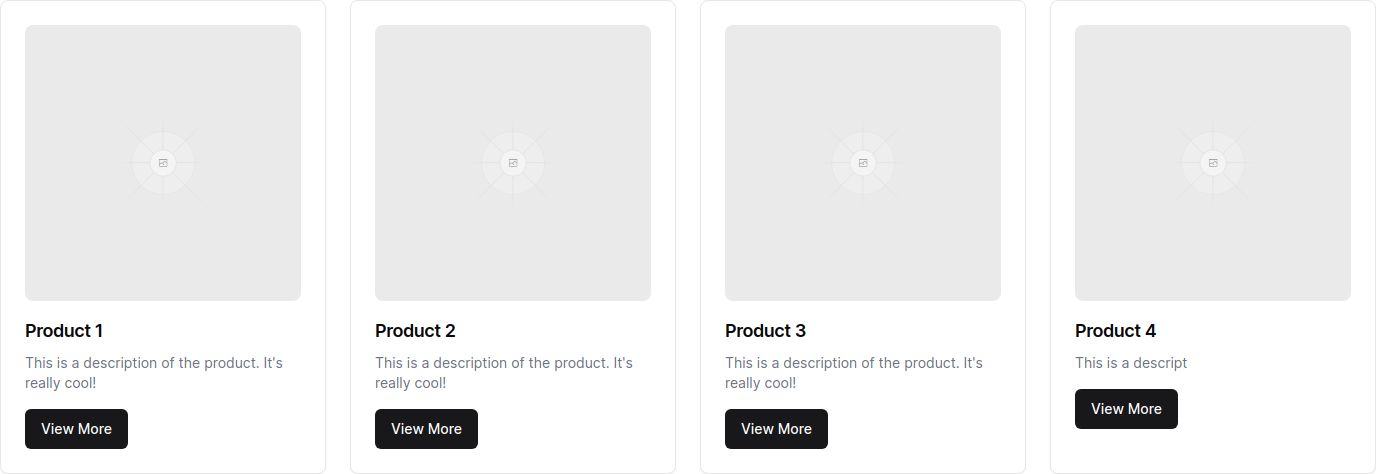 Product 1
This is a description of the product. It's
really cool!
View More
Product 2
This is a description of the product. It's
really cool!
View More
Product 3
This is a description of the product. It's
really cool!
View More
Product 4
This is a descript
View More